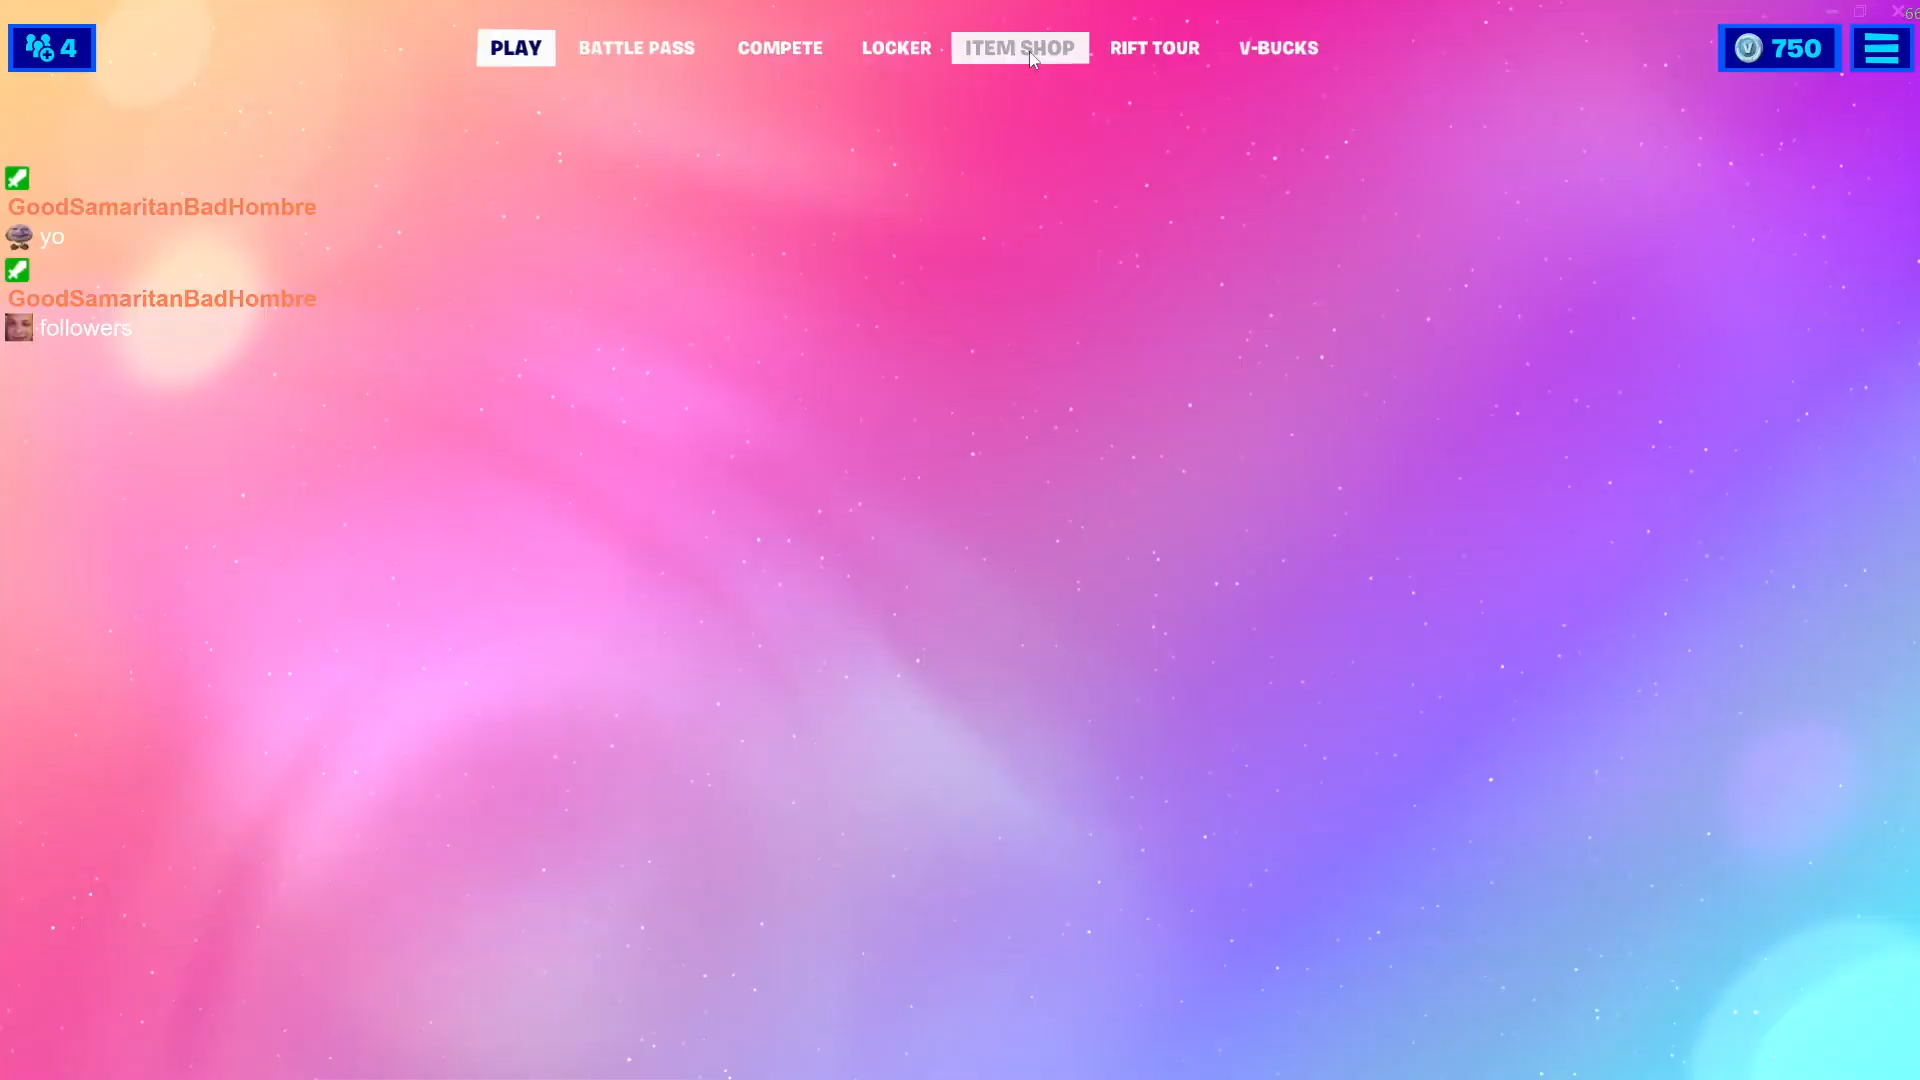 4
PLAY BATTLE PASS COMPETE LOCKER ITEM SHOP RIFT TOUR V-BUCKS
750
GoodSamaritanBadHombre
yo
GoodSamaritanBadHombre
followers